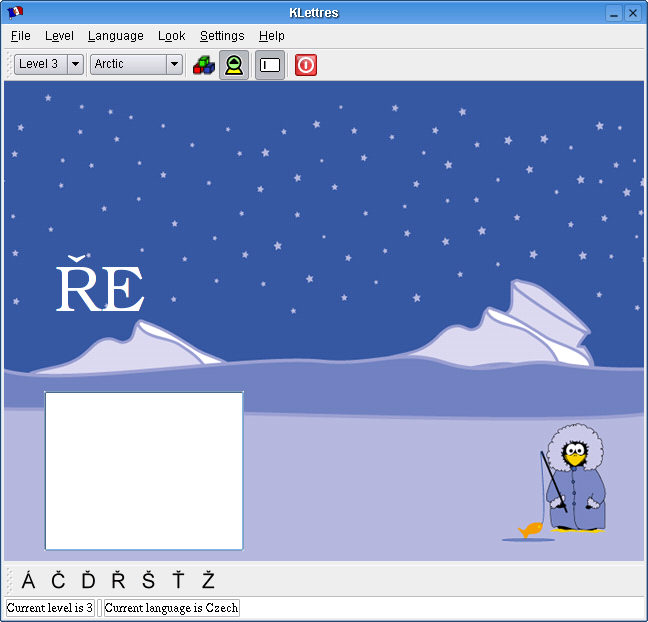 KLettres
File Level Language Look Settings Help
Level 3 Arctic
ŘE
Á Č Ď Ř Š Ť Ž
Current level is 3 Current language is Czech